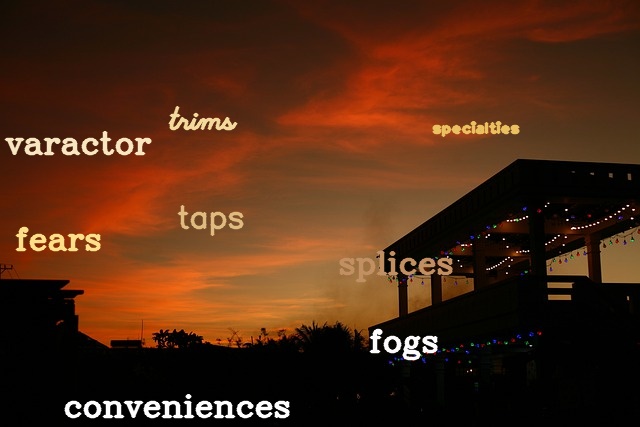 trims
specialties
varactor
taps
fears
splices
fogs
conveniences